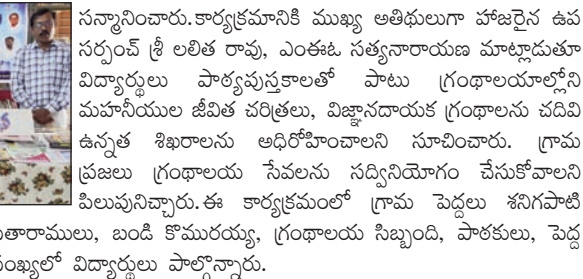 సన్మానించారు.కార్యక్రమానికి ముఖ్య అతిథులుగా హాజరైన ఉప
సర్పంచ్ శ్రీ లలిత రావు, ఎంఈఓ సత్యనారాయణ మాట్లాడుతూ
విద్యార్థులు పాఠ్యపుస్తకాలతో పాటు గ్రంథాలయాల్లోని
మహనీయుల జీవిత చరిత్రలు, విజ్ఞానదాయక గ్రంథాలను చదివి
ఉన్నత శిఖరాలను అధిరోహించాలని సూచించారు. గ్రామ
ప్రజలు గ్రంథాలయ సేవలను సద్వినియోగం చేసుకోవాలని
పిలుపునిచ్చారు.ఈ కార్యక్రమంలో గ్రామ పెద్దలు శనిగపాటి
తారాములు, బండి కొమురయ్య, గ్రంథాలయ సిబ్బంది, పాఠకులు, పెద్ద
సంఖ్యలో విద్యార్థులు పాల్గొన్నారు.